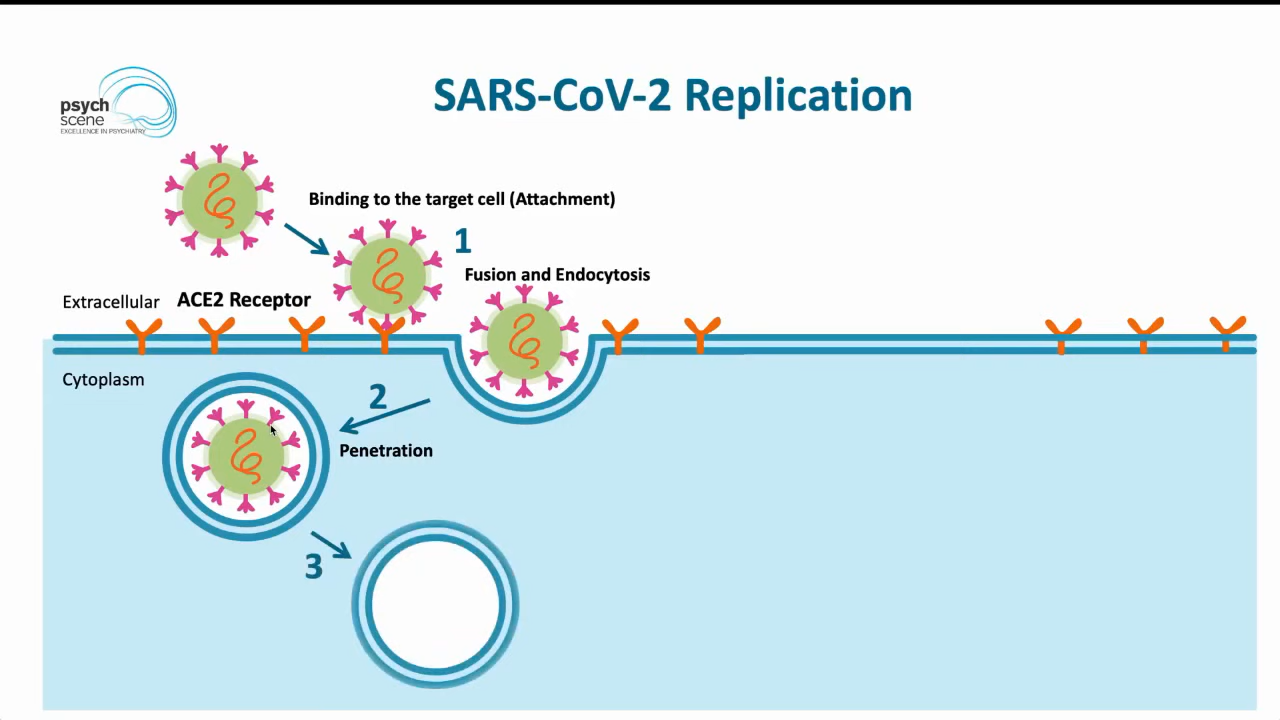 psych
scene
EXCELLENCE IN PSYCHIATRY
SARS-CoV-2 Replication
Binding to the target cell (Attachment)
1
Fusion and Endocytosis
Extracellular
ACE2 Receptor
Cytoplasm
2
Penetration
3